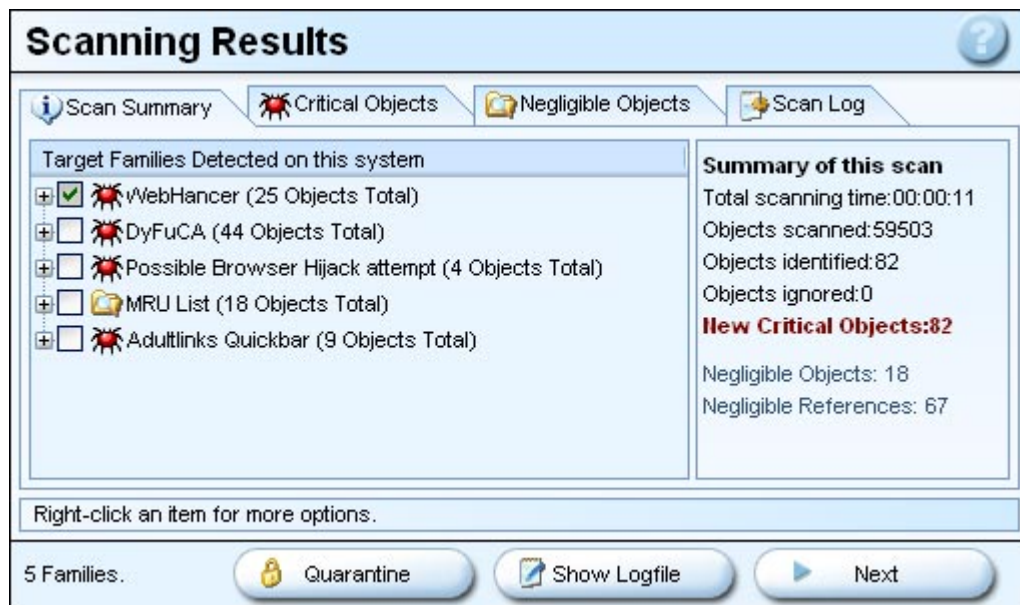 Scanning Results
?
Scan Summary
Critical Objects
Negligible Objects
Scan Log
Target Families Detected on this system
WebHancer (25 Objects Total)
DyFuCA (44 Objects Total)
Possible Browser Hijack attempt (4 Objects Total)
MRU List (18 Objects Total)
Adultlinks Quickbar (9 Objects Total)
Summary of this scan
Total scanning time:00:00:11
Objects scanned:59503
Objects identified:82
Objects ignored:0
New Critical Objects:82
Negligible Objects: 18
Negligible References: 67
Right-click an item for more options.
5 Families.
Quarantine
Show Logfile
Next